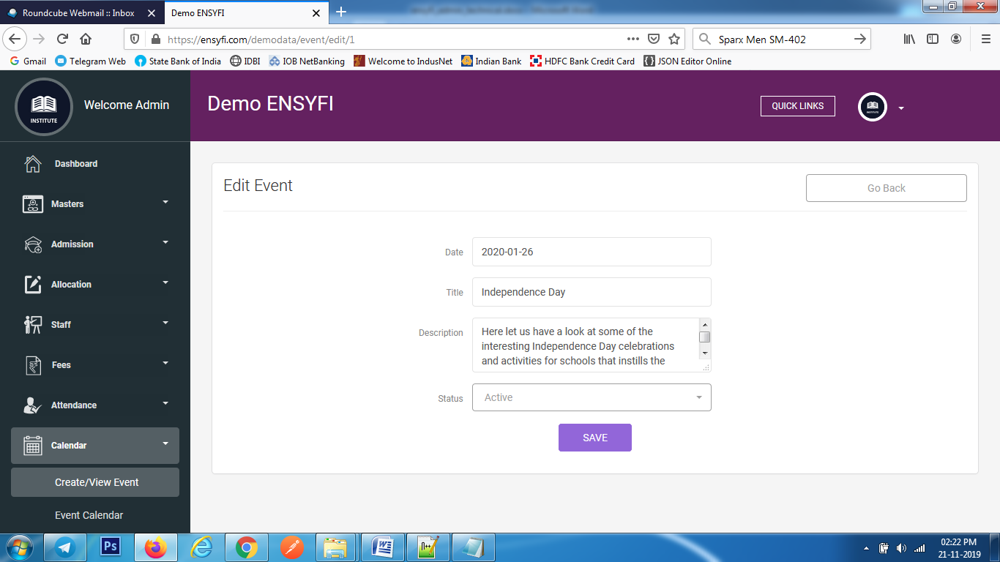 Roundcube Webmail :: Inbox
Demo ENSYFI
https://ensyfi.com/demodata/event/edit/1
Sparx Men SM-402
Gmail
Telegram Web
State Bank of India
IDBI
IOB NetBanking
Welcome to IndusNet
Indian Bank
HDFC Bank Credit Card
JSON Editor Online
INSTITUTE
Welcome Admin
Demo ENSYFI
QUICK LINKS
INSTITUTE
Dashboard
Masters
Admission
Allocation
Staff
Fees
Attendance
Calendar
Create/View Event
Event Calendar
Edit Event
Go Back
Date
2020-01-26
Title
Independence Day
Description
Here let us have a look at some of the
interesting Independence Day celebrations
and activities for schools that instills the
Status
Active
SAVE
Ps
02:22 PM
21-11-2019